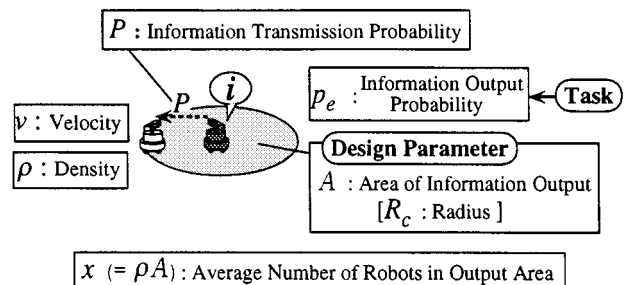 P : Information Transmission Probability
i
P
v : Velocity
ρ : Density
p_e : Information Output Probability
Task
Design Parameter
A : Area of Information Output
[R_c : Radius ]
x (= ρA) : Average Number of Robots in Output Area